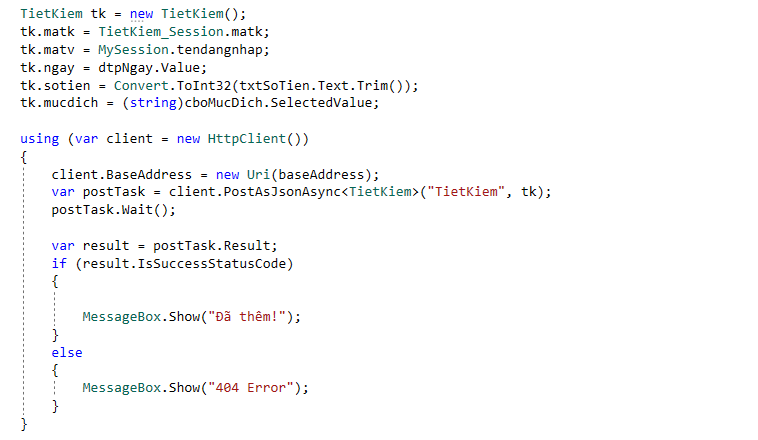 TietKiem tk = new TietKiem();
tk.matk = TietKiem_Session.matk;
tk.matv = MySession.tendangnhap;
tk.ngay = dtpNgay.Value;
tk.sotien = Convert.ToInt32(txtSoTien.Text.Trim());
tk.mucdich = (string)cboMucDich.SelectedValue;

using (var client = new HttpClient())
{
    client.BaseAddress = new Uri(baseAddress);
    var postTask = client.PostAsJsonAsync<TietKiem>("TietKiem", tk);
    postTask.Wait();

    var result = postTask.Result;
    if (result.IsSuccessStatusCode)
    {

        MessageBox.Show("Đã thêm!");
    }
    else
    {
        MessageBox.Show("404 Error");
    }
}